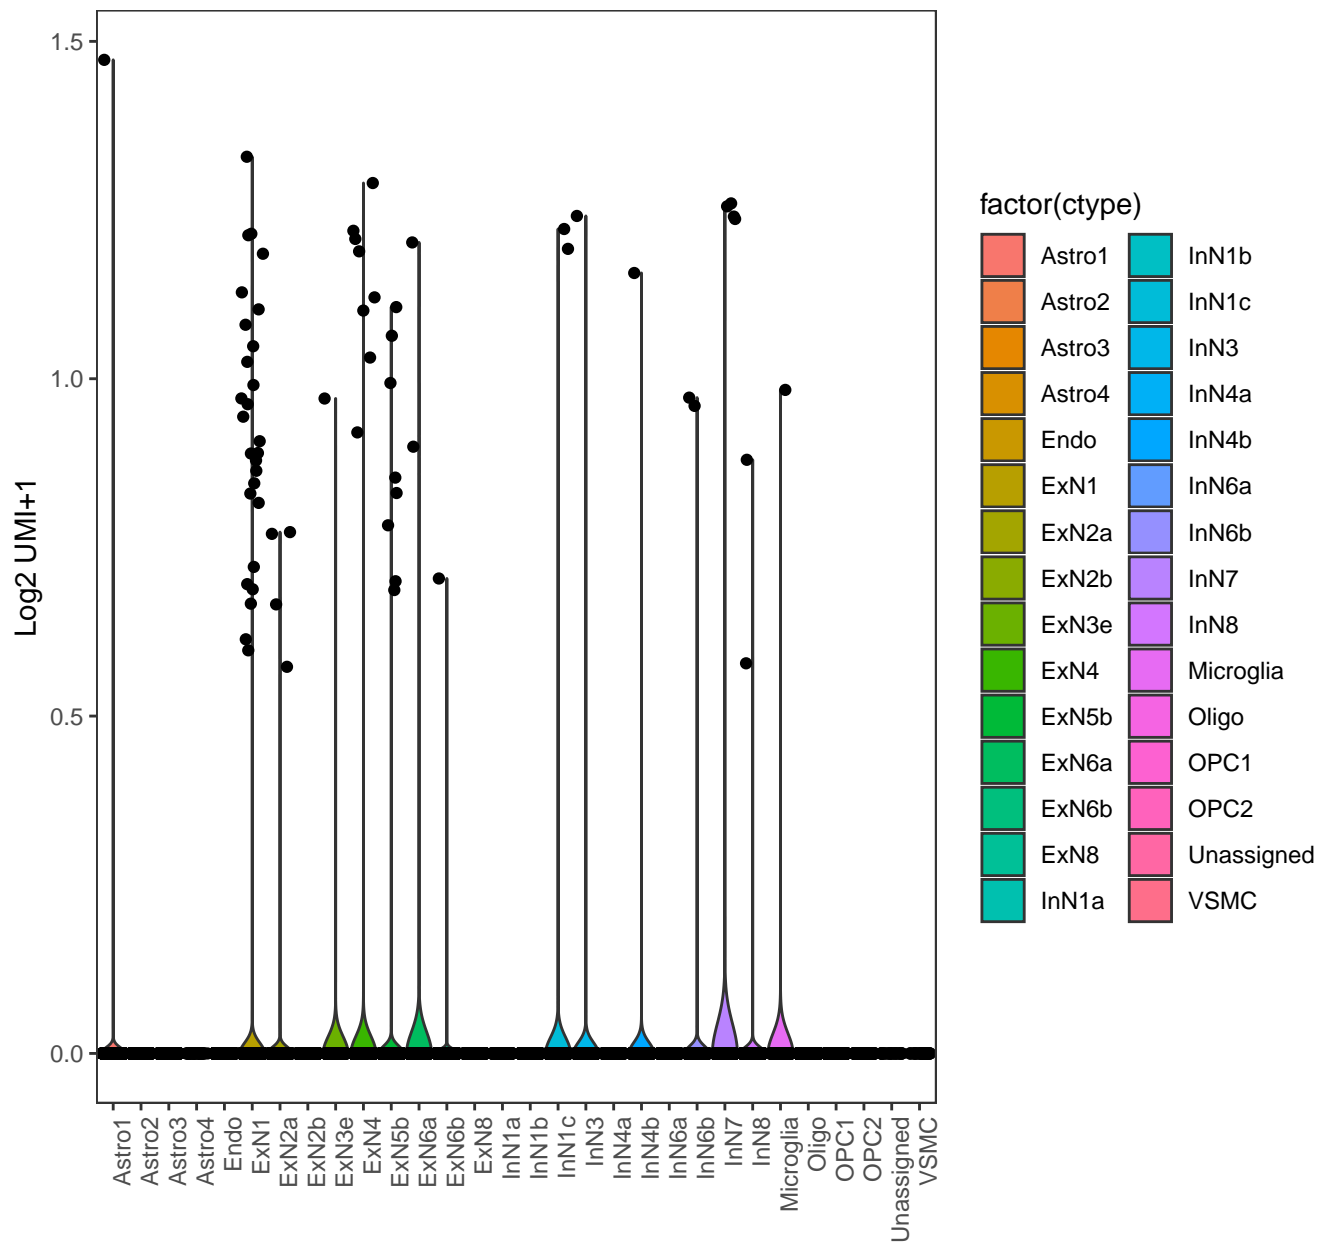 Log2 UMI+1
1.5
1.0
0.5
0.0
Astro1
Astro2
Astro3
Astro4
Endo
ExN1
ExN2a
ExN2b
ExN3e
ExN4
ExN5b
ExN6a
ExN6b
ExN8
InN1a
InN1b
InN1c
InN3
InN4a
InN4b
InN6a
InN6b
InN7
InN8
Microglia
Oligo
OPC1
OPC2
Unassigned
VSMC
factor(ctype)
Astro1
Astro2
Astro3
Astro4
Endo
ExN1
ExN2a
ExN2b
ExN3e
ExN4
ExN5b
ExN6a
ExN6b
ExN8
InN1a
InN1b
InN1c
InN3
InN4a
InN4b
InN6a
InN6b
InN7
InN8
Microglia
Oligo
OPC1
OPC2
Unassigned
VSMC